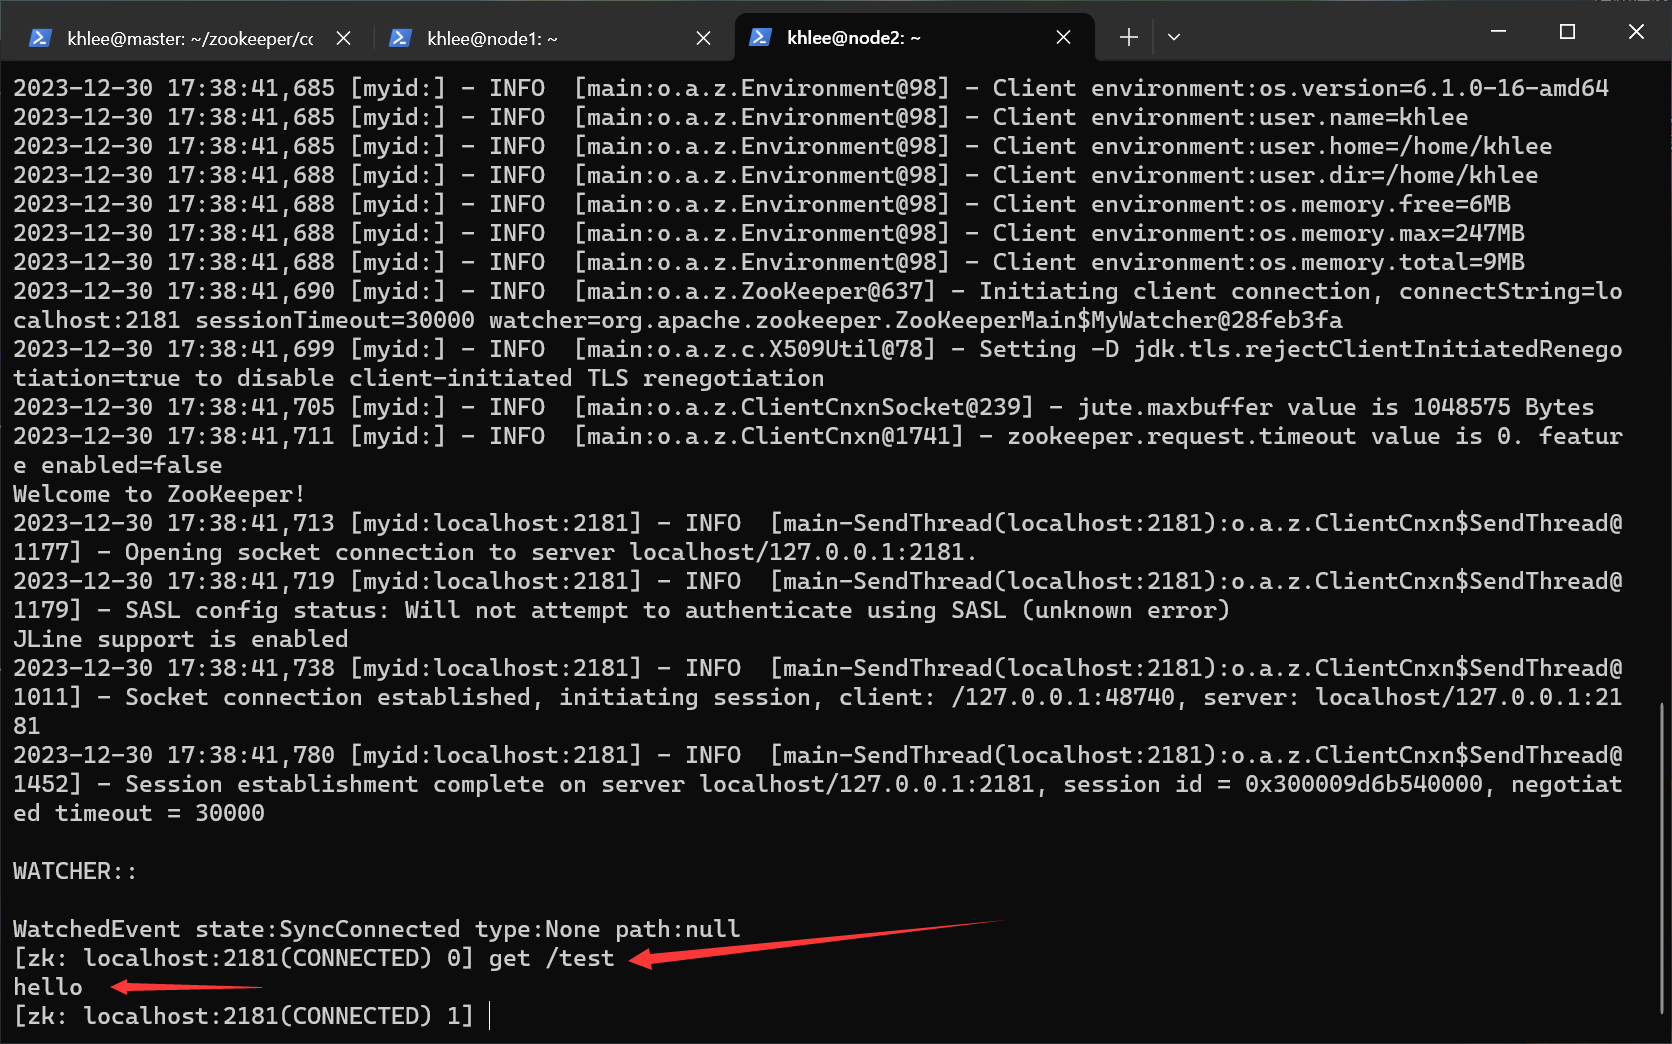 khlee@master: ~/zookeeper/cc
khlee@node1: ~
khlee@node2: ~
2023-12-30 17:38:41,685 [myid:] - INFO  [main:o.a.z.Environment@98] - Client environment:os.version=6.1.0-16-amd64
2023-12-30 17:38:41,685 [myid:] - INFO  [main:o.a.z.Environment@98] - Client environment:user.name=khlee
2023-12-30 17:38:41,685 [myid:] - INFO  [main:o.a.z.Environment@98] - Client environment:user.home=/home/khlee
2023-12-30 17:38:41,688 [myid:] - INFO  [main:o.a.z.Environment@98] - Client environment:user.dir=/home/khlee
2023-12-30 17:38:41,688 [myid:] - INFO  [main:o.a.z.Environment@98] - Client environment:os.memory.free=6MB
2023-12-30 17:38:41,688 [myid:] - INFO  [main:o.a.z.Environment@98] - Client environment:os.memory.max=247MB
2023-12-30 17:38:41,688 [myid:] - INFO  [main:o.a.z.Environment@98] - Client environment:os.memory.total=9MB
2023-12-30 17:38:41,690 [myid:] - INFO  [main:o.a.z.ZooKeeper@637] - Initiating client connection, connectString=lo
calhost:2181 sessionTimeout=30000 watcher=org.apache.zookeeper.ZooKeeperMain$MyWatcher@28feb3fa
2023-12-30 17:38:41,699 [myid:] - INFO  [main:o.a.z.c.X509Util@78] - Setting -D jdk.tls.rejectClientInitiatedRenego
tiation=true to disable client-initiated TLS renegotiation
2023-12-30 17:38:41,705 [myid:] - INFO  [main:o.a.z.ClientCnxnSocket@239] - jute.maxbuffer value is 1048575 Bytes
2023-12-30 17:38:41,711 [myid:] - INFO  [main:o.a.z.ClientCnxn@1741] - zookeeper.request.timeout value is 0. featur
e enabled=false
Welcome to ZooKeeper!
2023-12-30 17:38:41,713 [myid:localhost:2181] - INFO  [main-SendThread(localhost:2181):o.a.z.ClientCnxn$SendThread@
1177] - Opening socket connection to server localhost/127.0.0.1:2181.
2023-12-30 17:38:41,719 [myid:localhost:2181] - INFO  [main-SendThread(localhost:2181):o.a.z.ClientCnxn$SendThread@
1179] - SASL config status: Will not attempt to authenticate using SASL (unknown error)
JLine support is enabled
2023-12-30 17:38:41,738 [myid:localhost:2181] - INFO  [main-SendThread(localhost:2181):o.a.z.ClientCnxn$SendThread@
1011] - Socket connection established, initiating session, client: /127.0.0.1:48740, server: localhost/127.0.0.1:21
81
2023-12-30 17:38:41,780 [myid:localhost:2181] - INFO  [main-SendThread(localhost:2181):o.a.z.ClientCnxn$SendThread@
1452] - Session establishment complete on server localhost/127.0.0.1:2181, session id = 0x300009d6b540000, negotiat
ed timeout = 30000
WATCHER::
WatchedEvent state:SyncConnected type:None path:null
[zk: localhost:2181(CONNECTED) 0] get /test
hello
[zk: localhost:2181(CONNECTED) 1]